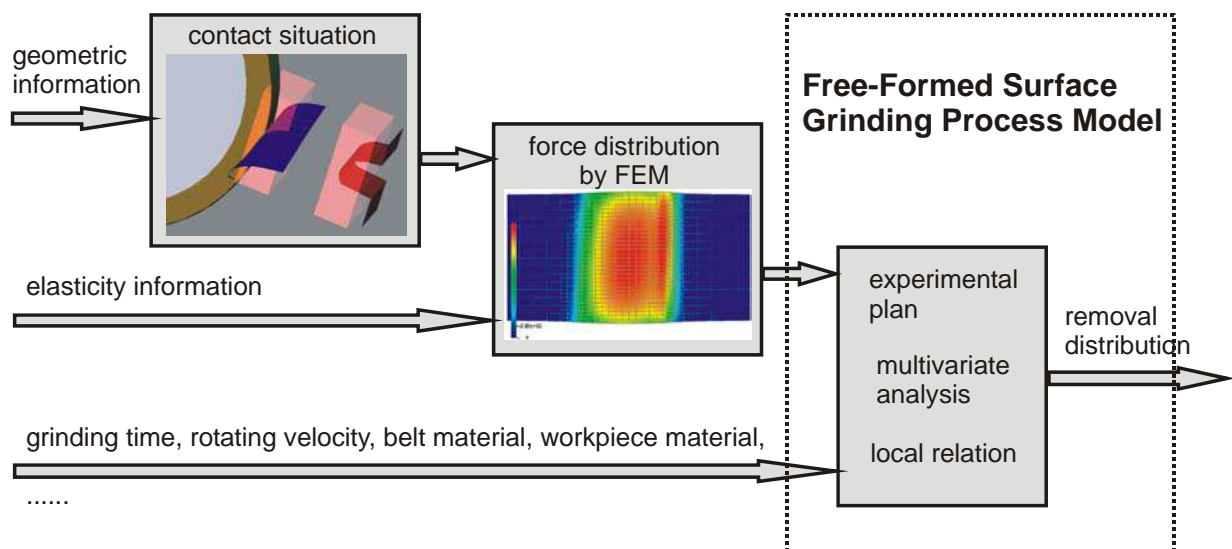 geometric
information
contact situation
force distribution
by FEM
Free-Formed Surface
Grinding Process Model
elasticity information
experimental
plan
multivariate
analysis
local relation
removal
distribution
grinding time, rotating velocity, belt material, workpiece material,
......